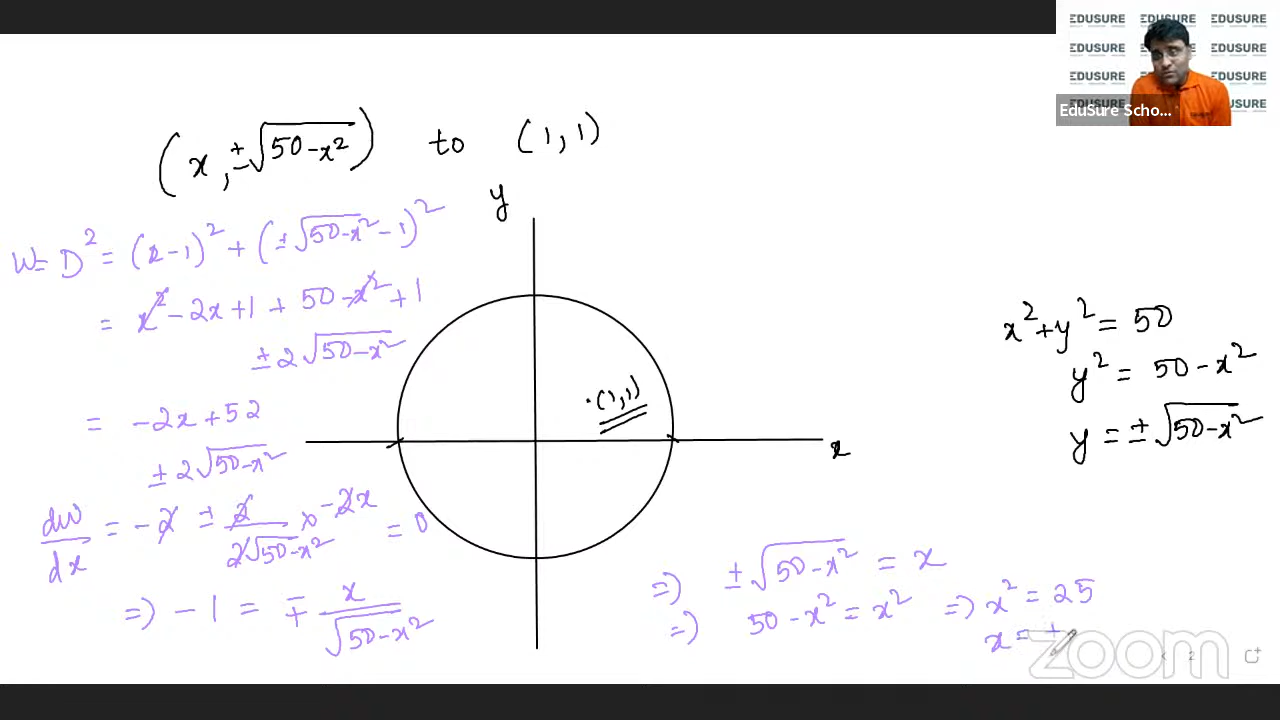 EDUSURE EDUSURE EDUSURE
EDUSURE EDUSURE
EDUSURE EDUSURE
EDUSURE
EduSure Scho...
(x, ±√(50-x²)) to (1, 1)
y
W = D² = (x-1)² + (±√(50-x²) - 1)²
= x² - 2x + 1 + 50 - x² + 1
± 2√(50-x²)
= -2x + 52
± 2√(50-x²)
dW/dx = -2 ± 2/(2√(50-x²)) × -2x = 0
=) -1 = ∓ x/√(50-x²)
·(1,1)
x
x² + y² = 50
y² = 50 - x²
y = ±√(50-x²)
=) ±√(50-x²) = x
=) 50-x² = x² =) x² = 25
x = ±
zoom
< 2